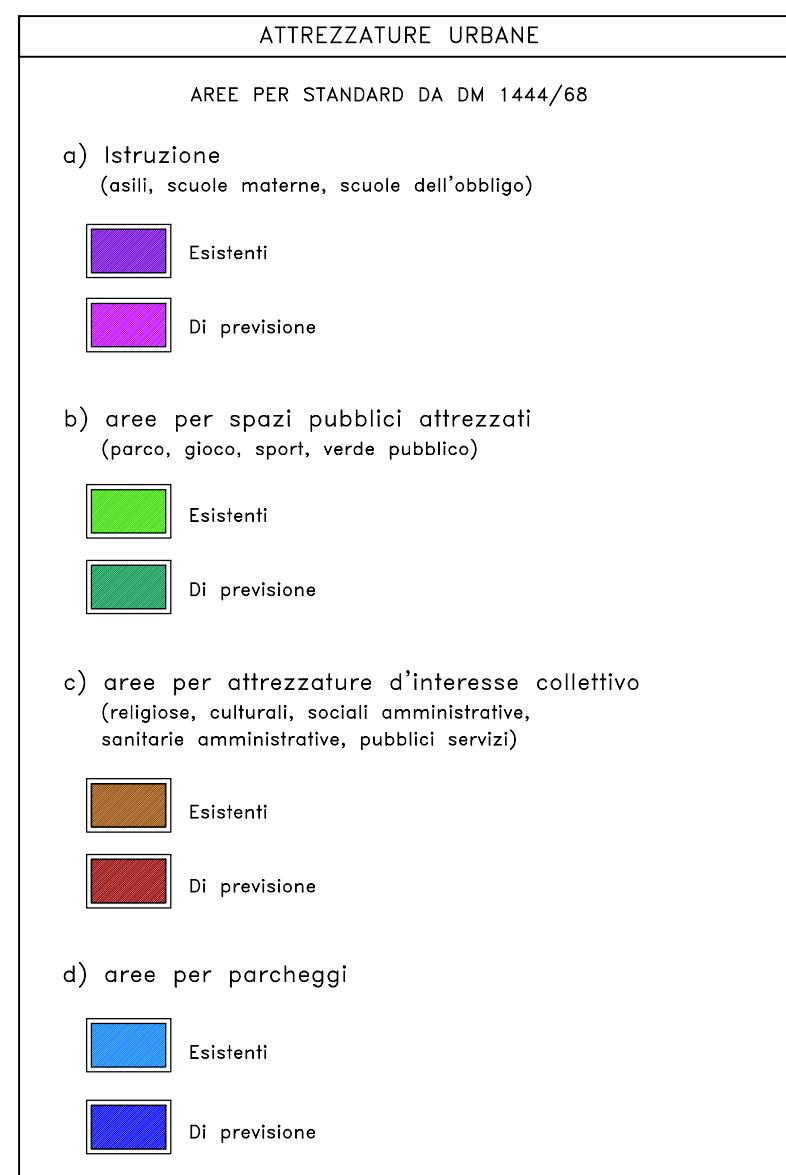 ATTREZZATURE URBANE
AREE PER STANDARD DA DM 1444/68
a) Istruzione
(asili, scuole materne, scuole dell'obbligo)
Esistenti
Di previsione
b) aree per spazi pubblici attrezzati
(parco, gioco, sport, verde pubblico)
Esistenti
Di previsione
c) aree per attrezzature d'interesse collettivo
(religiose, culturali, sociali amministrative,
sanitarie amministrative, pubblici servizi)
Esistenti
Di previsione
d) aree per parcheggi
Esistenti
Di previsione